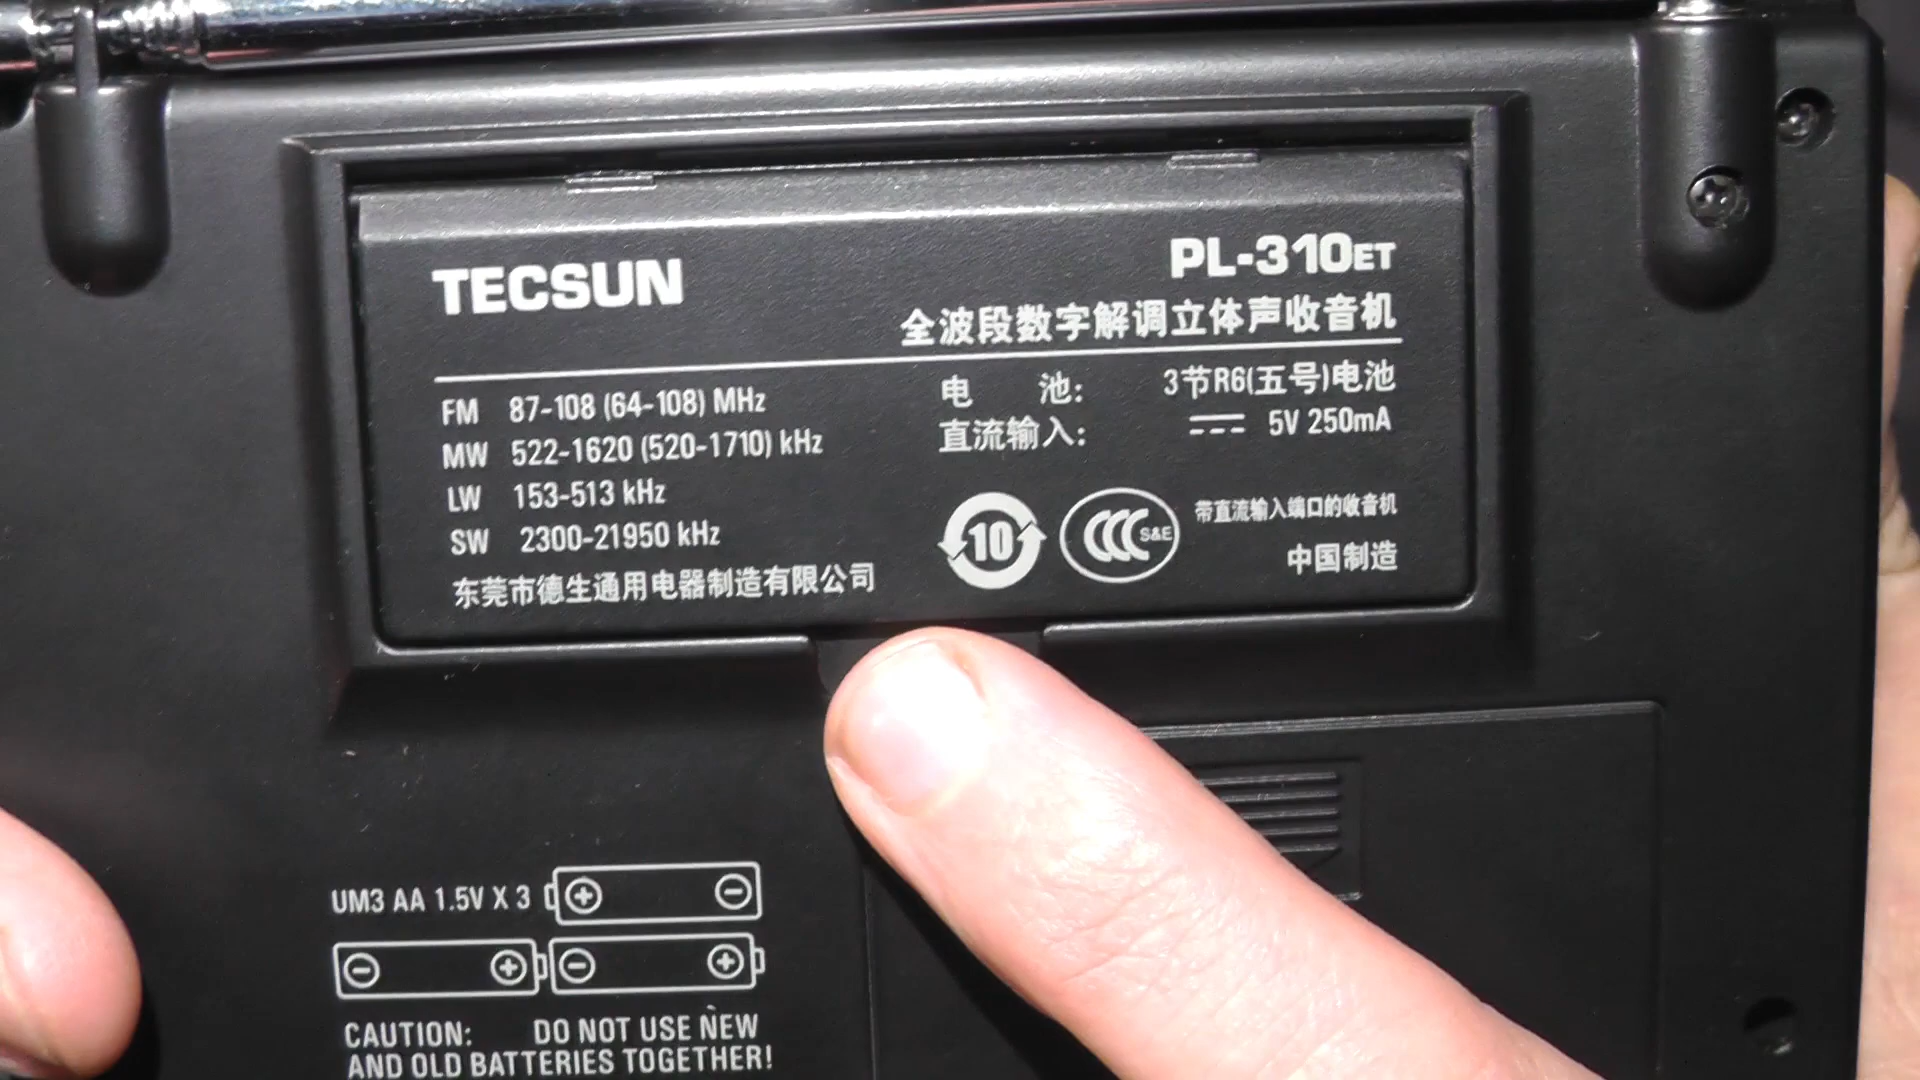 TECSUN
PL-310ET
全波段数字解调立体声收音机
FM 87-108 (64-108) MHz
MW 522-1620 (520-1710) kHz
LW 153-513 kHz
SW 2300-21950 kHz
东莞市德生通用电器制造有限公司
电 池: 3节R6(五号)电池
直流输入: 5V 250mA
10
CCC S&E
带直流输入端口的收音机
中国制造
UM3 AA 1.5V X 3
CAUTION: DO NOT USE NEW
AND OLD BATTERIES TOGETHER!